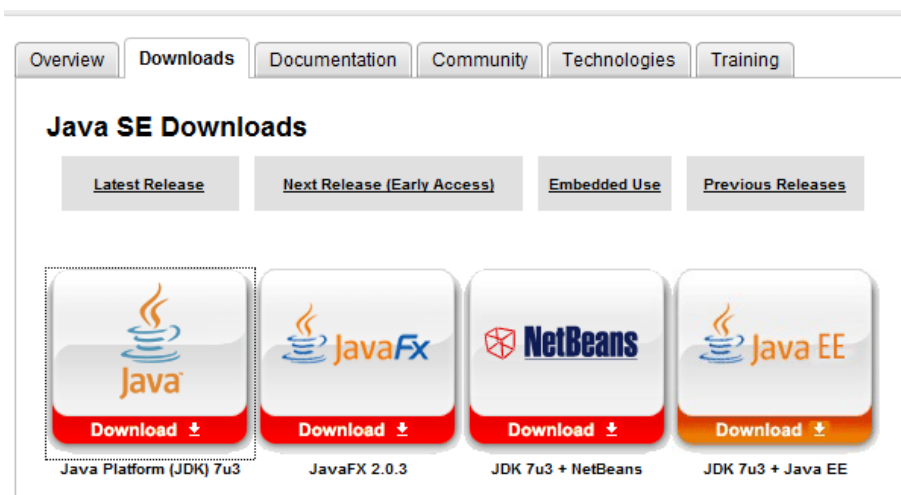 Overview Downloads Documentation Community Technologies Training
Java SE Downloads
Latest Release Next Release (Early Access) Embedded Use Previous Releases
Java JavaFX NetBeans Java EE
Download Download Download Download
Java Platform (JDK) 7u3 JavaFX 2.0.3 JDK 7u3 + NetBeans JDK 7u3 + Java EE